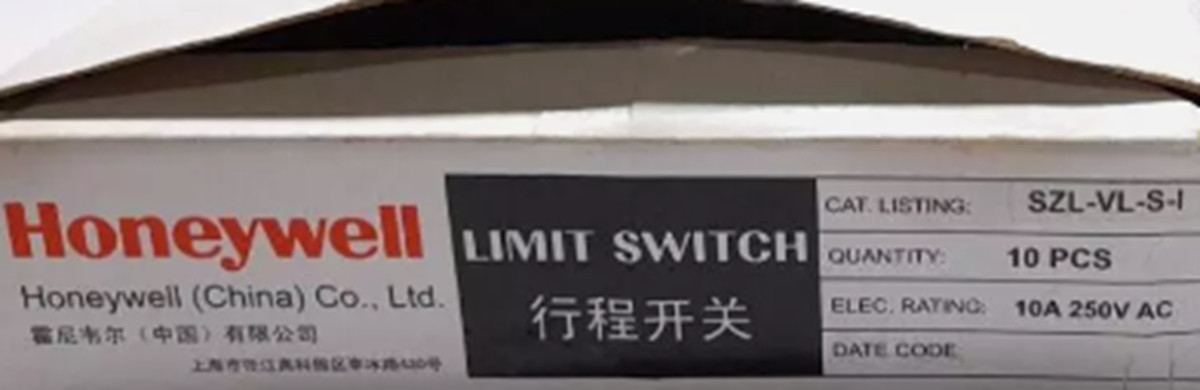 Honeywell
Honeywell (China) Co., Ltd.
霍尼韦尔（中国）有限公司
LIMIT SWITCH
行程开关
CAT. LISTING: SZL-VL-S-I
QUANTITY: 10 PCS
ELEC. RATING: 10A 250V AC
DATE CODE